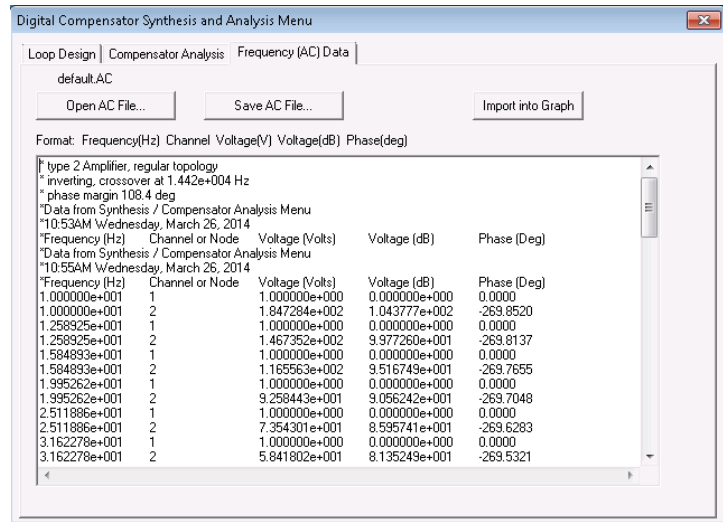 Digital Compensator Synthesis and Analysis Menu
Loop Design Compensator Analysis Frequency (AC) Data
default.AC
Open AC File... Save AC File... Import into Graph
Format: Frequency(Hz) Channel Voltage(V) Voltage(dB) Phase(deg)
* type 2 Amplifier, regular topology
* inverting, crossover at 1.442e+004 Hz
* phase margin 108.4 deg
*Data from Synthesis / Compensator Analysis Menu
*10:53AM Wednesday, March 26, 2014
*Frequency (Hz) Channel or Node Voltage (Volts) Voltage (dB) Phase (Deg)
*Data from Synthesis / Compensator Analysis Menu
*10:55AM Wednesday, March 26, 2014
*Frequency (Hz) Channel or Node Voltage (Volts) Voltage (dB) Phase (Deg)
1.000000e+001 1 1.000000e+000 0.000000e+000 0.0000
1.000000e+001 2 1.847284e+002 1.043777e+002 -269.8520
1.258925e+001 1 1.000000e+000 0.000000e+000 0.0000
1.258925e+001 2 1.467352e+002 9.977260e+001 -269.8137
1.584893e+001 1 1.000000e+000 0.000000e+000 0.0000
1.584893e+001 2 1.165563e+002 9.516749e+001 -269.7655
1.995262e+001 1 1.000000e+000 0.000000e+000 0.0000
1.995262e+001 2 9.258443e+001 9.056242e+001 -269.7048
2.511886e+001 1 1.000000e+000 0.000000e+000 0.0000
2.511886e+001 2 7.354301e+001 8.595741e+001 -269.6283
3.162278e+001 1 1.000000e+000 0.000000e+000 0.0000
3.162278e+001 2 5.841802e+001 8.135249e+001 -269.5321